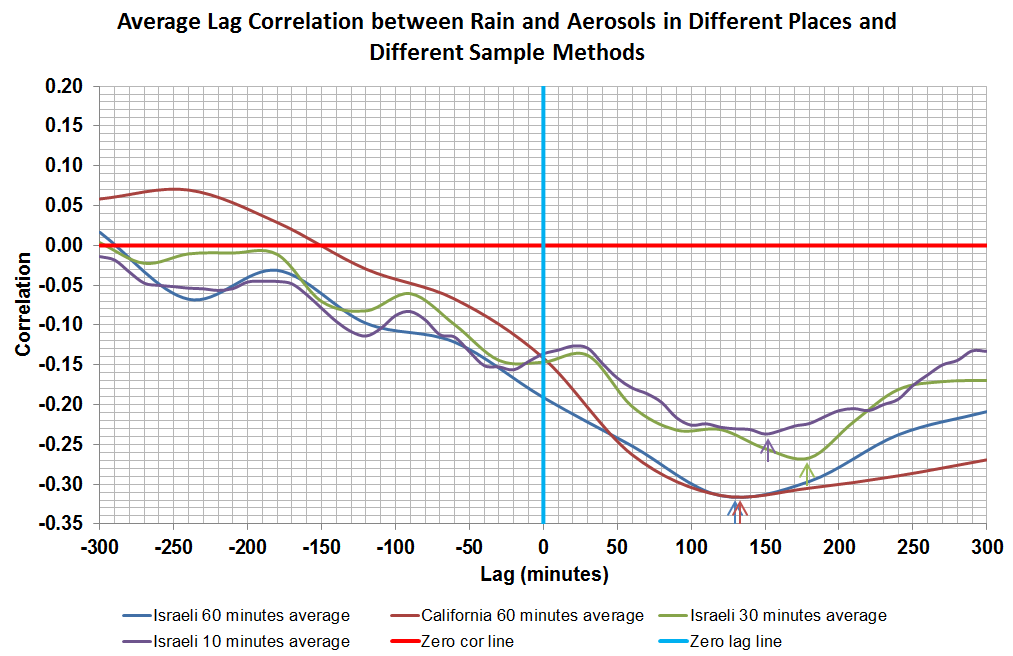 Average Lag Correlation between Rain and Aerosols in Different Places and
Different Sample Methods
0.20
0.15
0.10
0.05
0.00
-0.05
-0.10
-0.15
-0.20
-0.25
-0.30
-0.35
Correlation
-300 -250 -200 -150 -100 -50 0 50 100 150 200 250 300
Lag (minutes)
Israeli 60 minutes average California 60 minutes average Israeli 30 minutes average
Israeli 10 minutes average Zero cor line Zero lag line